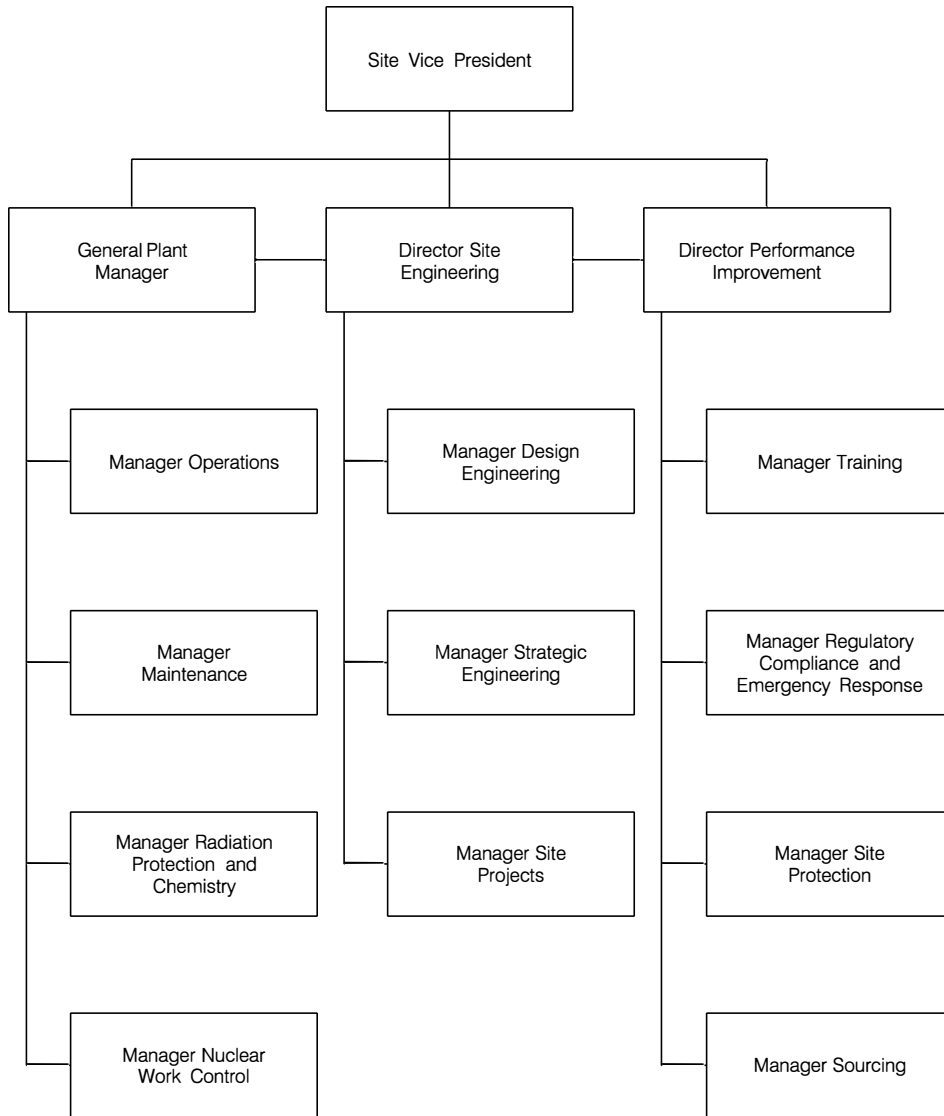 Site Vice President
General Plant
Manager
Director Site
Engineering
Director Performance
Improvement
Manager Operations
Manager Design
Engineering
Manager Training
Manager
Maintenance
Manager Strategic
Engineering
Manager Regulatory
Compliance and
Emergency Response
Manager Radiation
Protection and
Chemistry
Manager Site
Projects
Manager Site
Protection
Manager Nuclear
Work Control
Manager Sourcing